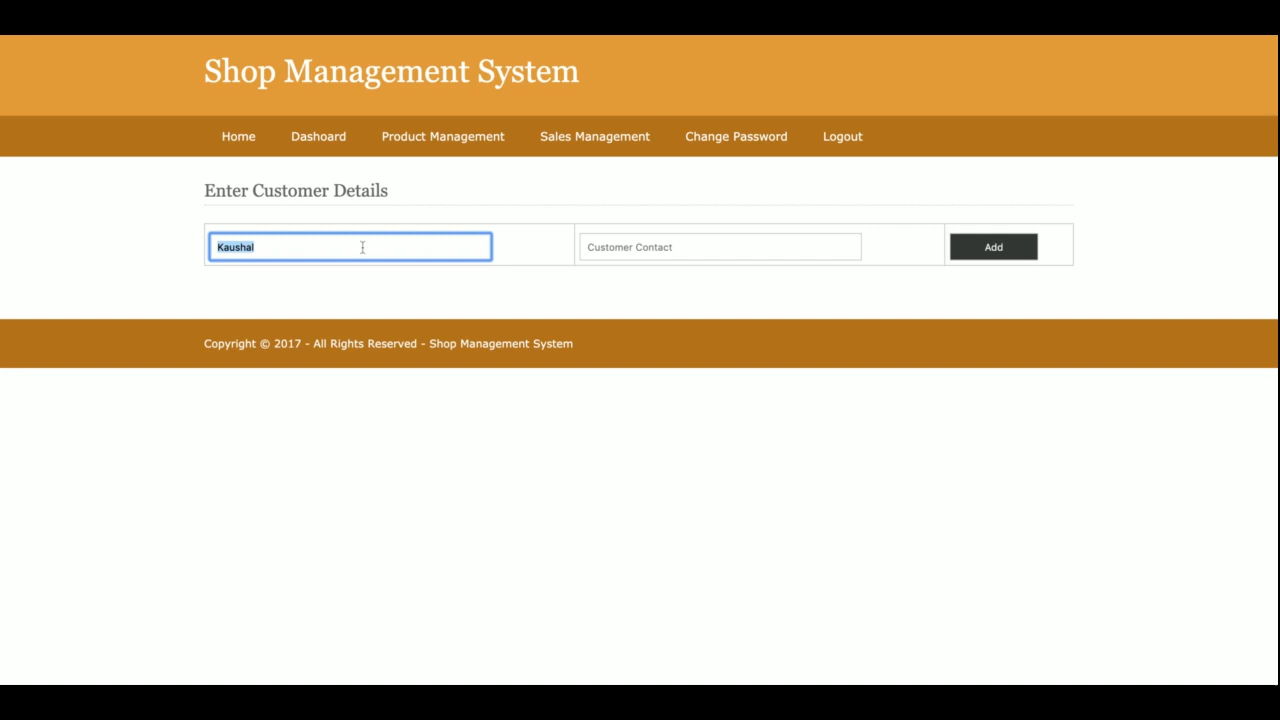 Shop Management System
Home Dashoard Product Management Sales Management Change Password Logout
Enter Customer Details
Kaushal Customer Contact Add
Copyright © 2017 - All Rights Reserved - Shop Management System